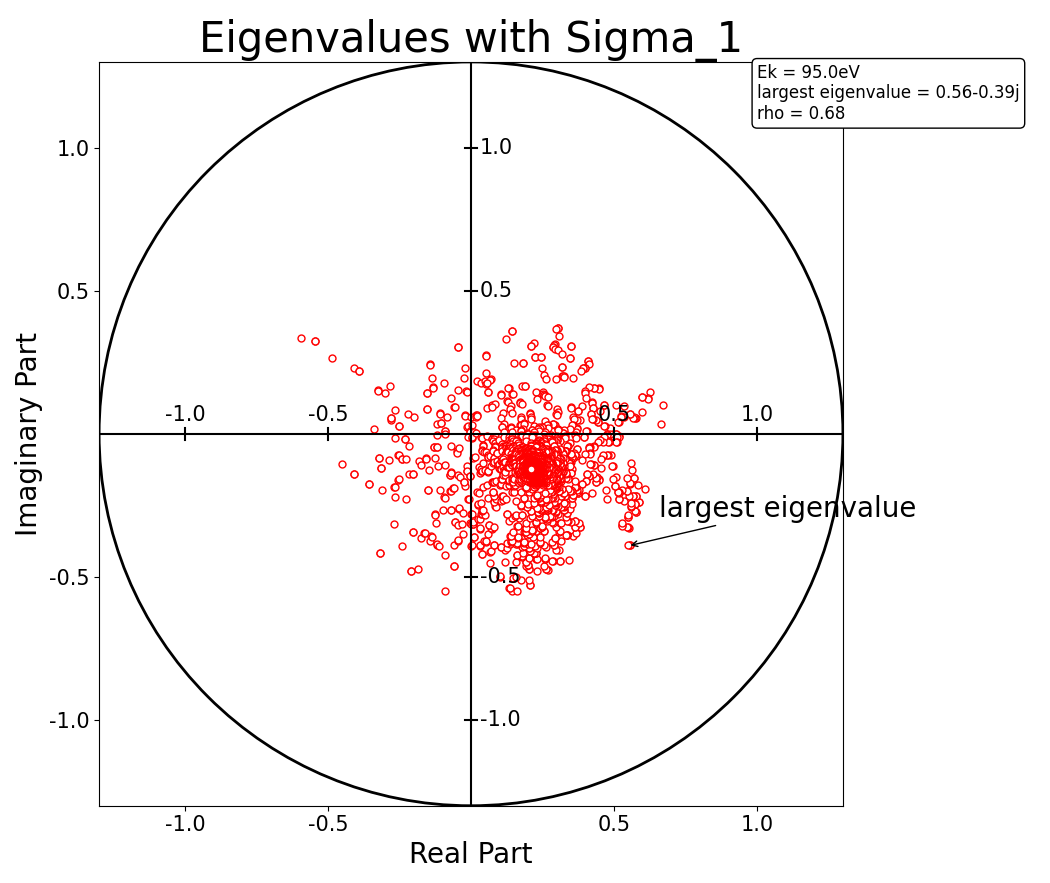 Eigenvalues with Sigma_1
Ek = 95.0eV
largest eigenvalue = 0.56-0.39j
rho = 0.68
1.0
1.0
0.5
0.5
-1.0
-0.5
0.5
1.0
largest eigenvalue
-0.5
-0.5
-1.0
-1.0
-1.0
-0.5
0.5
1.0
Real Part
Imaginary Part